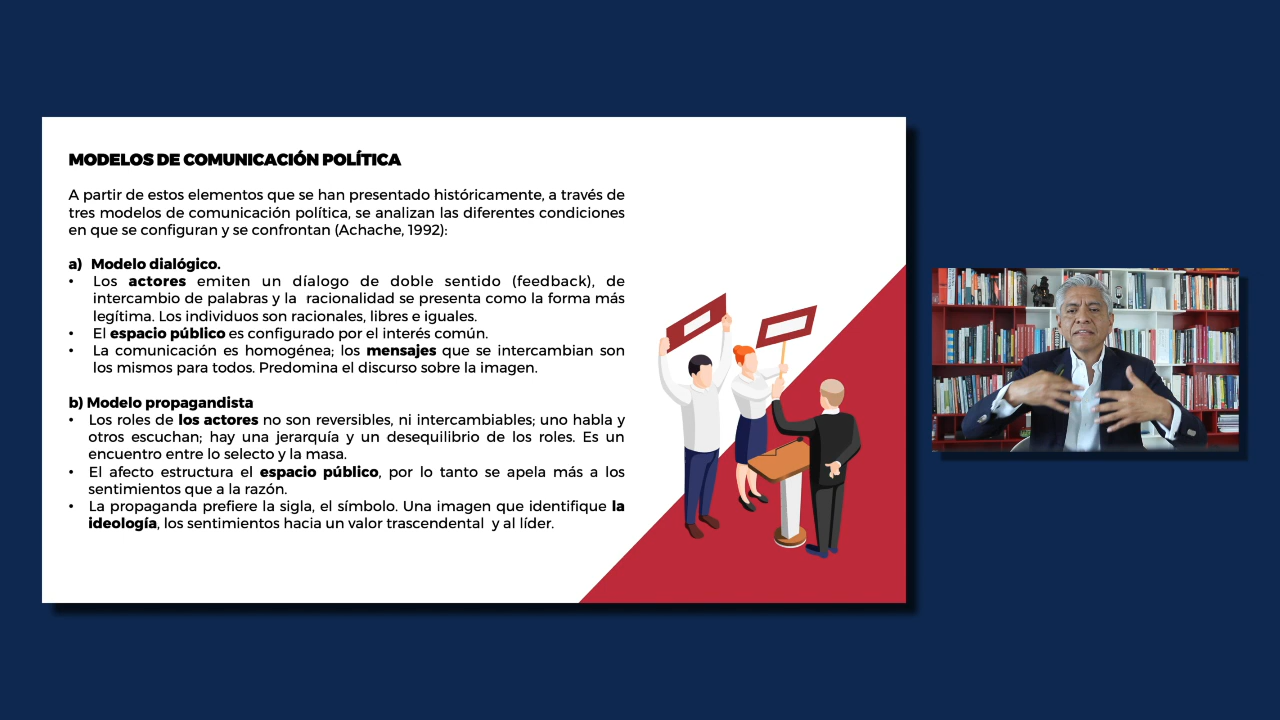 MODELOS DE COMUNICACIÓN POLÍTICA
A partir de estos elementos que se han presentado históricamente, a través de
tres modelos de comunicación política, se analizan las diferentes condiciones
en que se configuran y se confrontan (Achache, 1992):
a) Modelo dialógico.
• Los actores emiten un díalogo de doble sentido (feedback), de
intercambio de palabras y la racionalidad se presenta como la forma más
legítima. Los individuos son racionales, libres e iguales.
• El espacio público es configurado por el interés común.
• La comunicación es homogénea; los mensajes que se intercambian son
los mismos para todos. Predomina el discurso sobre la imagen.
b) Modelo propagandista
• Los roles de los actores no son reversibles, ni intercambiables; uno habla y
otros escuchan; hay una jerarquía y un desequilibrio de los roles. Es un
encuentro entre lo selecto y la masa.
• El afecto estructura el espacio público, por lo tanto se apela más a los
sentimientos que a la razón.
• La propaganda prefiere la sigla, el símbolo. Una imagen que identifique la
ideología, los sentimientos hacia un valor trascendental y al líder.